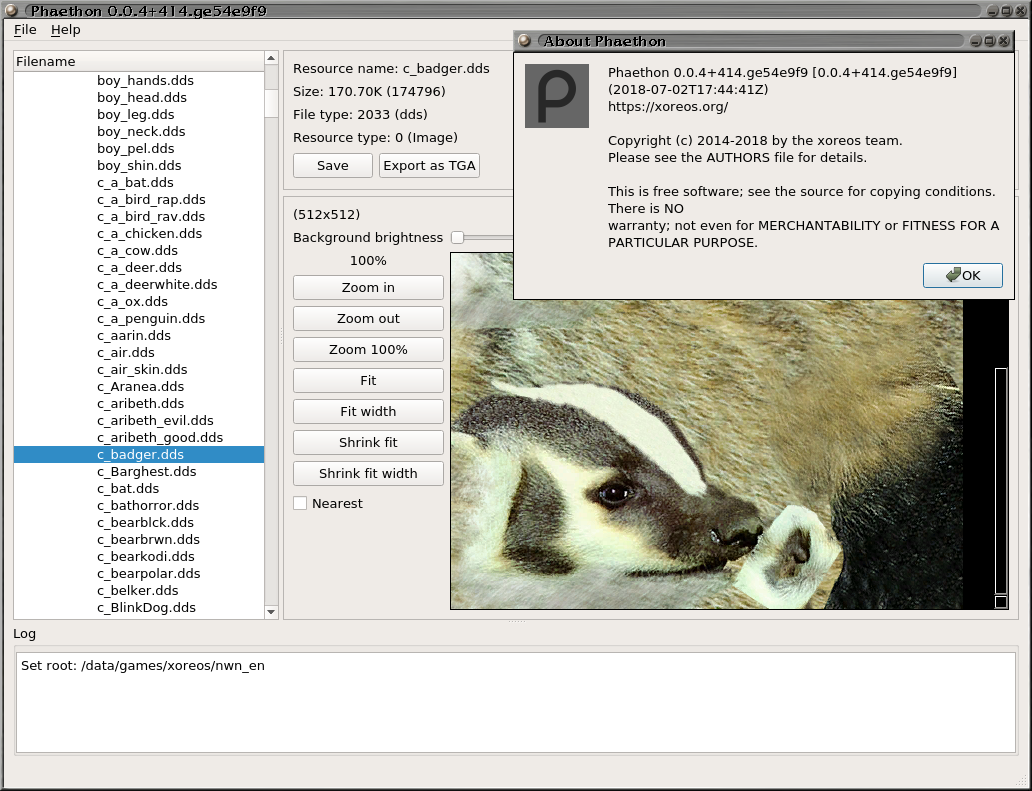 Phaethon 0.0.4+414.ge54e9f9
File Help
Filename
boy_hands.dds
boy_head.dds
boy_leg.dds
boy_neck.dds
boy_pel.dds
boy_shin.dds
c_a_bat.dds
c_a_bird_rap.dds
c_a_bird_rav.dds
c_a_chicken.dds
c_a_cow.dds
c_a_deer.dds
c_a_deerwhite.dds
c_a_ox.dds
c_a_penguin.dds
c_aarin.dds
c_air.dds
c_air_skin.dds
c_Aranea.dds
c_aribeth.dds
c_aribeth_evil.dds
c_aribeth_good.dds
c_badger.dds
c_Barghest.dds
c_bat.dds
c_bathorror.dds
c_bearblck.dds
c_bearbrwn.dds
c_bearkodi.dds
c_bearpolar.dds
c_belker.dds
c_BlinkDog.dds
Resource name: c_badger.dds
Size: 170.70K (174796)
File type: 2033 (dds)
Resource type: 0 (Image)
Save Export as TGA
(512x512)
Background brightness
100%
Zoom in
Zoom out
Zoom 100%
Fit
Fit width
Shrink fit
Shrink fit width
Nearest
About Phaethon
Phaethon 0.0.4+414.ge54e9f9 [0.0.4+414.ge54e9f9]
(2018-07-02T17:44:41Z)
https://xoreos.org/
Copyright (c) 2014-2018 by the xoreos team.
Please see the AUTHORS file for details.
This is free software; see the source for copying conditions.
There is NO
warranty; not even for MERCHANTABILITY or FITNESS FOR A
PARTICULAR PURPOSE.
OK
Log
Set root: /data/games/xoreos/nwn_en